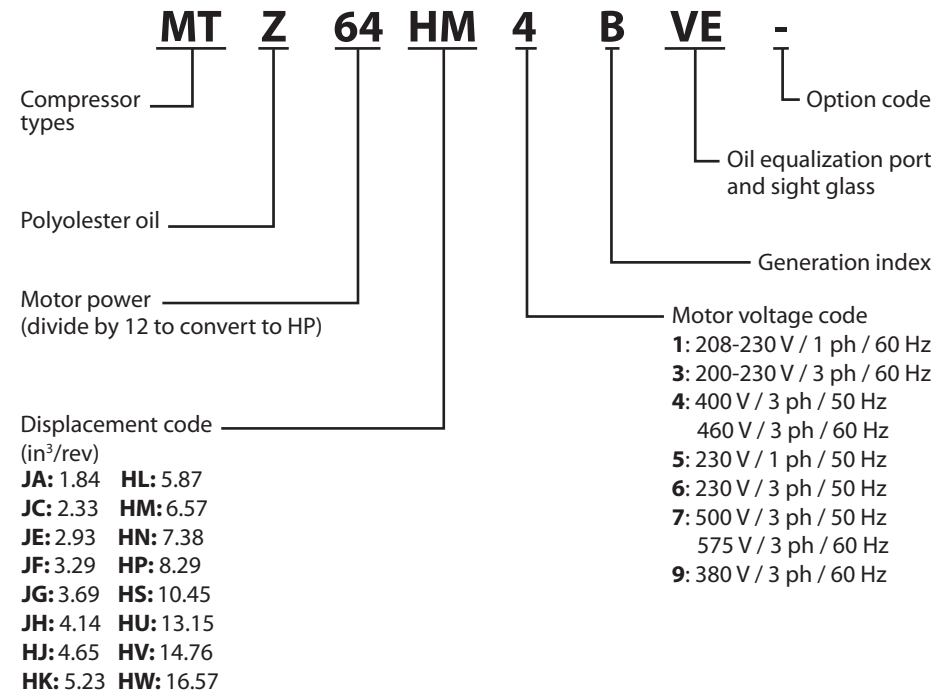 MT Z 64 HM 4 B VE -
Compressor
types
Polyolester oil
Motor power
(divide by 12 to convert to HP)
Displacement code
(in³/rev)
JA: 1.84 HL: 5.87
JC: 2.33 HM: 6.57
JE: 2.93 HN: 7.38
JF: 3.29 HP: 8.29
JG: 3.69 HS: 10.45
JH: 4.14 HU: 13.15
HJ: 4.65 HV: 14.76
HK: 5.23 HW: 16.57
Option code
Oil equalization port
and sight glass
Generation index
Motor voltage code
1: 208-230 V / 1 ph / 60 Hz
3: 200-230 V / 3 ph / 60 Hz
4: 400 V / 3 ph / 50 Hz
460 V / 3 ph / 60 Hz
5: 230 V / 1 ph / 50 Hz
6: 230 V / 3 ph / 50 Hz
7: 500 V / 3 ph / 50 Hz
575 V / 3 ph / 60 Hz
9: 380 V / 3 ph / 60 Hz